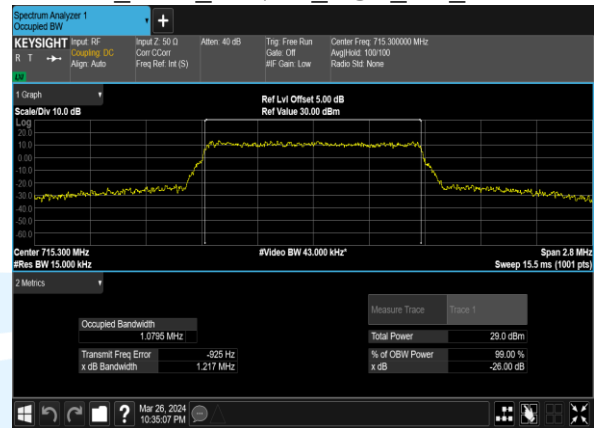 Spectrum Analyzer 1
Occupied BW
+
KEYSIGHT Input: RF Input Z: 50 Ω Atten: 40 dB Trig: Free Run Center Freq: 715.300000 MHz
R T Coupling: DC Corr CCorr Gate: Off Avg|Hold: 100/100
Align: Auto Freq Ref: Int (S) #IF Gain: Low Radio Std: None
1 Graph
Ref Lvl Offset 5.00 dB
Scale/Div 10.0 dB Ref Value 30.00 dBm
Log
20.0
10.0
0.00
-10.0
-20.0
-30.0
-40.0
-50.0
-60.0
Center 715.300 MHz #Video BW 43.000 kHz* Span 2.8 MHz
#Res BW 15.000 kHz Sweep 15.5 ms (1001 pts)
2 Metrics
Measure Trace Trace 1
Occupied Bandwidth
1.0795 MHz Total Power 29.0 dBm
Transmit Freq Error -925 Hz % of OBW Power 99.00 %
x dB Bandwidth 1.217 MHz x dB -26.00 dB
? Mar 26, 2024
10:35:07 PM